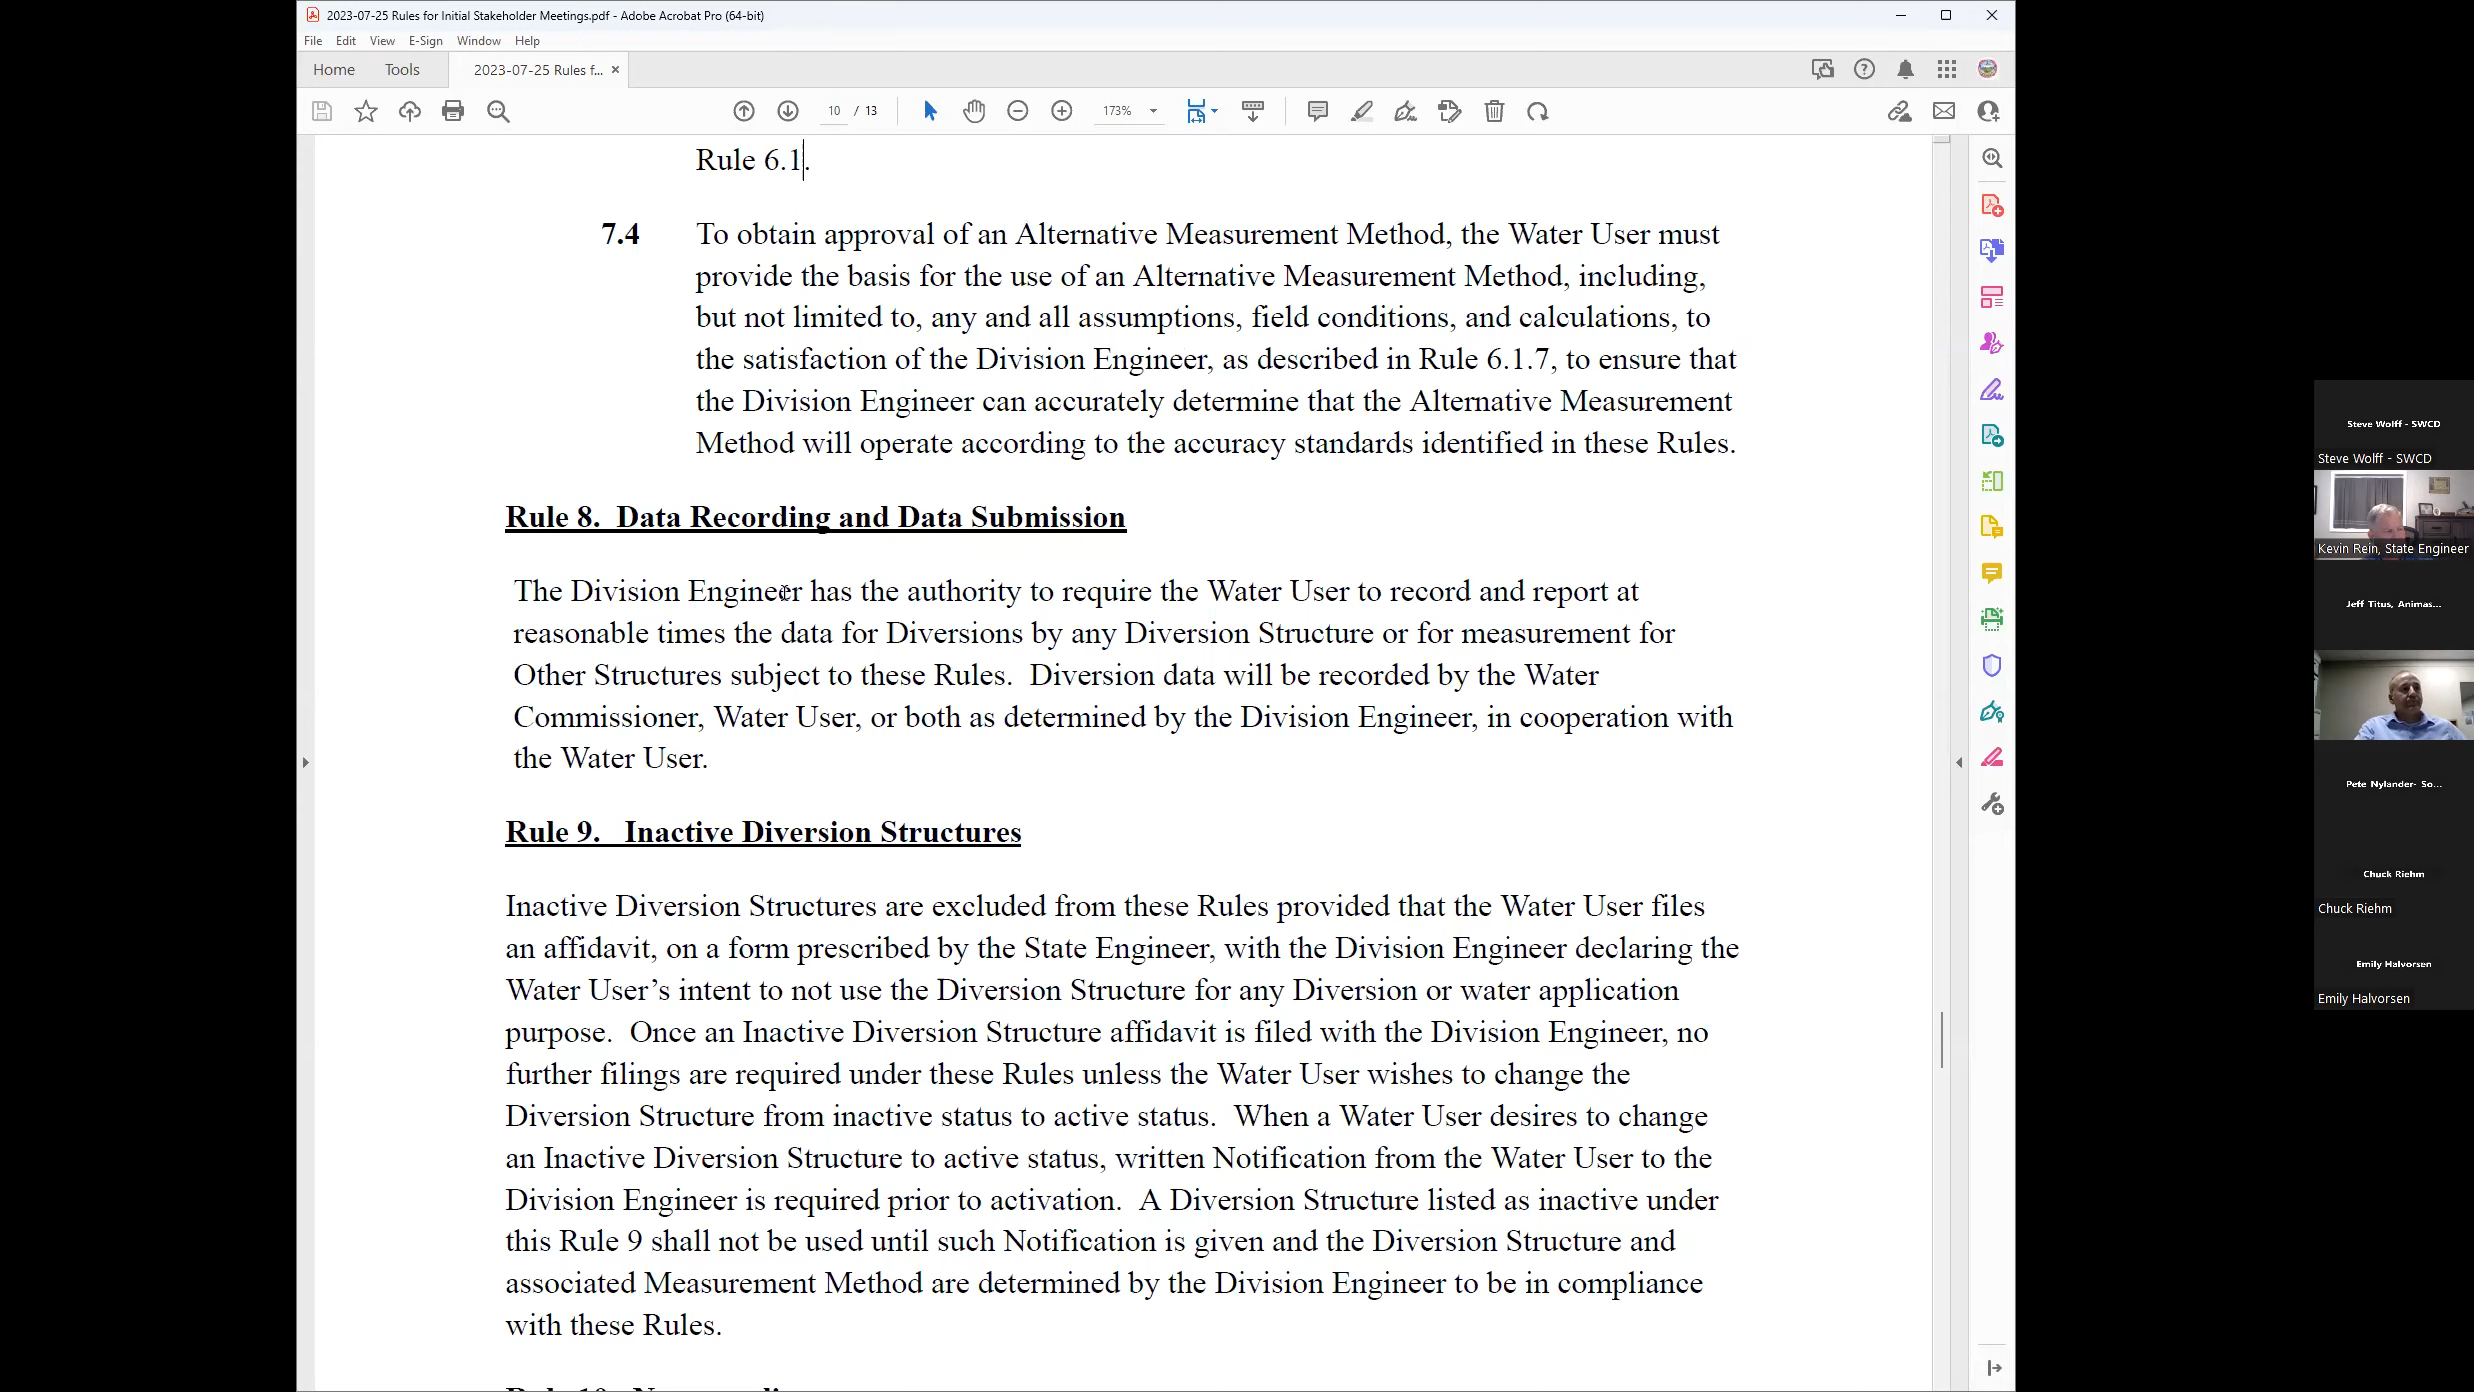 2023-07-25 Rules for Initial Stakeholder Meetings.pdf - Adobe Acrobat Pro (64-bit)
File Edit View E-Sign Window Help
Home Tools 2023-07-25 Rules f... ×
10 / 13 173%
Rule 6.1.
7.4 To obtain approval of an Alternative Measurement Method, the Water User must
provide the basis for the use of an Alternative Measurement Method, including,
but not limited to, any and all assumptions, field conditions, and calculations, to
the satisfaction of the Division Engineer, as described in Rule 6.1.7, to ensure that
the Division Engineer can accurately determine that the Alternative Measurement
Method will operate according to the accuracy standards identified in these Rules.
Rule 8. Data Recording and Data Submission
The Division Engineer has the authority to require the Water User to record and report at
reasonable times the data for Diversions by any Diversion Structure or for measurement for
Other Structures subject to these Rules. Diversion data will be recorded by the Water
Commissioner, Water User, or both as determined by the Division Engineer, in cooperation with
the Water User.
Rule 9. Inactive Diversion Structures
Inactive Diversion Structures are excluded from these Rules provided that the Water User files
an affidavit, on a form prescribed by the State Engineer, with the Division Engineer declaring the
Water User’s intent to not use the Diversion Structure for any Diversion or water application
purpose. Once an Inactive Diversion Structure affidavit is filed with the Division Engineer, no
further filings are required under these Rules unless the Water User wishes to change the
Diversion Structure from inactive status to active status. When a Water User desires to change
an Inactive Diversion Structure to active status, written Notification from the Water User to the
Division Engineer is required prior to activation. A Diversion Structure listed as inactive under
this Rule 9 shall not be used until such Notification is given and the Diversion Structure and
associated Measurement Method are determined by the Division Engineer to be in compliance
with these Rules.
Steve Wolff - SWCD
Steve Wolff - SWCD
Kevin Rein, State Engineer
Jeff Titus, Animas...
Pete Nylander- So...
Chuck Riehm
Chuck Riehm
Emily Halvorsen
Emily Halvorsen